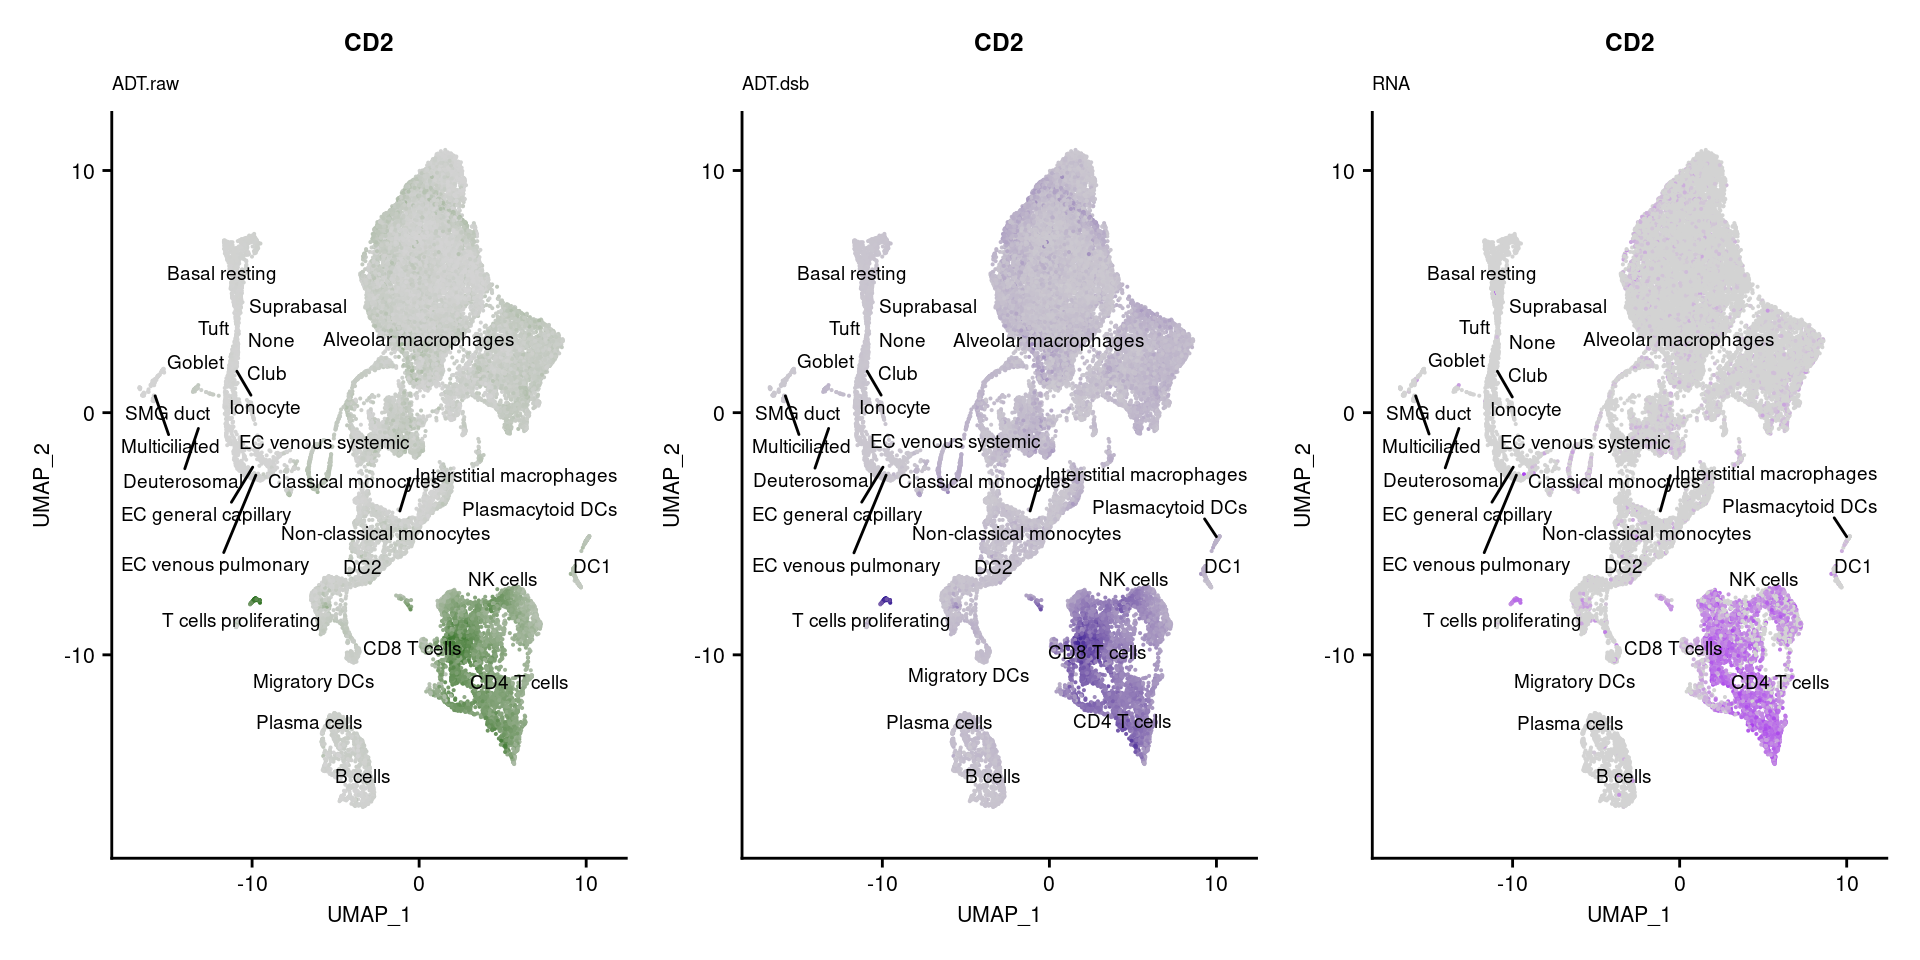 CD2
ADT.raw
10
0
-10
UMAP_2
Basal resting
Suprabasal
Tuft
None
Alveolar macrophages
Goblet
Club
SMG duct
Ionocyte
Multiciliated
EC venous systemic
Deuterosomal
Classical monocytes
Interstitial macrophages
EC general capillary
Plasmacytoid DCs
Non-classical monocytes
EC venous pulmonary
DC2
DC1
NK cells
T cells proliferating
CD8 T cells
Migratory DCs
CD4 T cells
Plasma cells
B cells
-10
0
10
UMAP_1
CD2
ADT.dsb
10
0
-10
UMAP_2
Basal resting
Suprabasal
Tuft
None
Alveolar macrophages
Goblet
Club
SMG duct
Ionocyte
Multiciliated
EC venous systemic
Deuterosomal
Classical monocytes
Interstitial macrophages
EC general capillary
Plasmacytoid DCs
Non-classical monocytes
EC venous pulmonary
DC2
DC1
NK cells
T cells proliferating
CD8 T cells
Migratory DCs
CD4 T cells
Plasma cells
B cells
-10
0
10
UMAP_1
CD2
RNA
10
0
-10
UMAP_2
Basal resting
Suprabasal
Tuft
None
Alveolar macrophages
Goblet
Club
SMG duct
Ionocyte
Multiciliated
EC venous systemic
Deuterosomal
Classical monocytes
Interstitial macrophages
EC general capillary
Plasmacytoid DCs
Non-classical monocytes
EC venous pulmonary
DC2
DC1
NK cells
T cells proliferating
CD8 T cells
Migratory DCs
CD4 T cells
Plasma cells
B cells
-10
0
10
UMAP_1